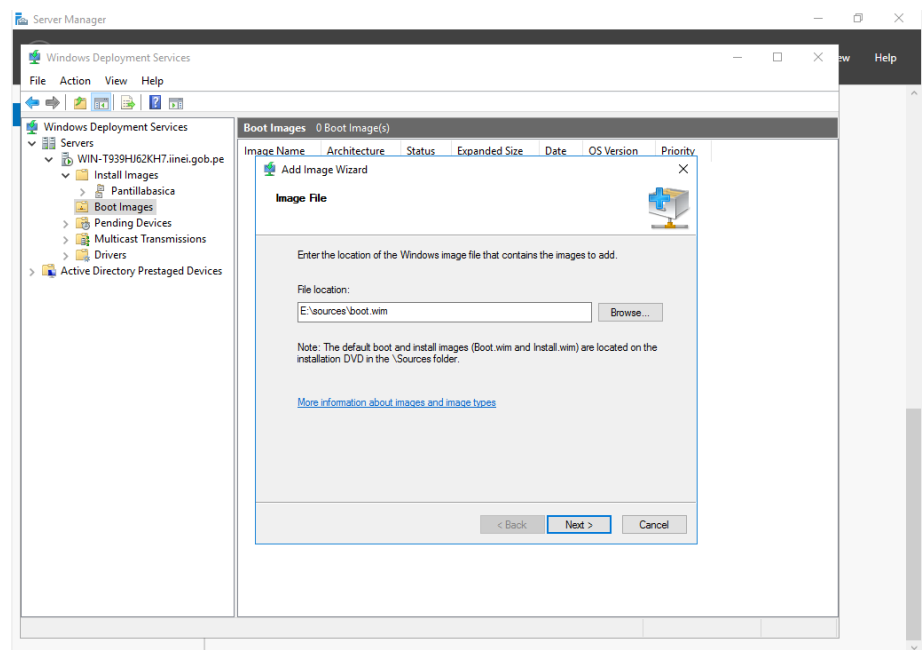 Server Manager
Windows Deployment Services
ew Help
File Action View Help
Windows Deployment Services
Servers
WIN-T939HJ62KH7.iinei.gob.pe
Install Images
Pantillabasica
Boot Images
Pending Devices
Multicast Transmissions
Drivers
Active Directory Prestaged Devices
Boot Images 0 Boot Image(s)
Image Name Architecture Status Expanded Size Date OS Version Priority
Add Image Wizard
Image File
Enter the location of the Windows image file that contains the images to add.
File location:
E:\sources\boot.wim
Browse...
Note: The default boot and install images (Boot.wim and Install.wim) are located on the
installation DVD in the \Sources folder.
More information about images and image types
< Back Next > Cancel